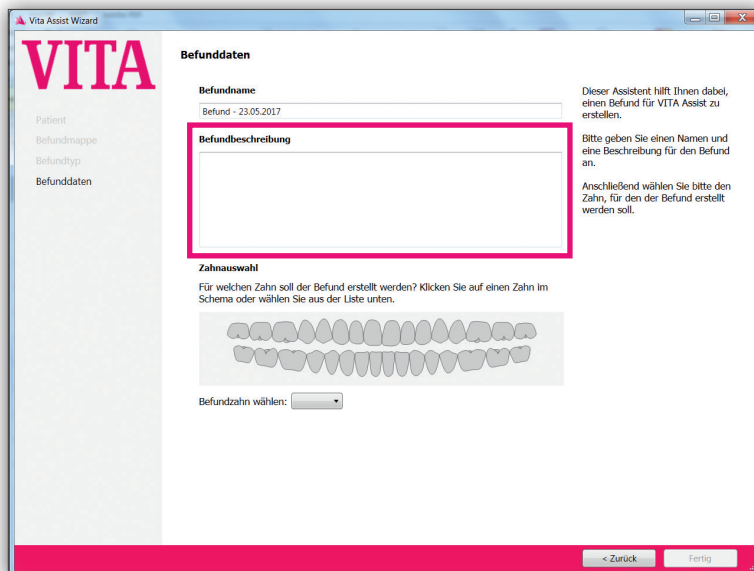 Vita Assist Wizard
VITA
Patient
Befundmappe
Befundtyp
Befunddaten
Befunddaten
Befundname
Befund - 23.05.2017
Befundbeschreibung
Zahnauswahl
Für welchen Zahn soll der Befund erstellt werden? Klicken Sie auf einen Zahn im
Schema oder wählen Sie aus der Liste unten.
Befundzahn wählen:
Dieser Assistent hilft Ihnen dabei,
einen Befund für VITA Assist zu
erstellen.
Bitte geben Sie einen Namen und
eine Beschreibung für den Befund
an.
Anschließend wählen Sie bitte den
Zahn, für den der Befund erstellt
werden soll.
< Zurück
Fertig